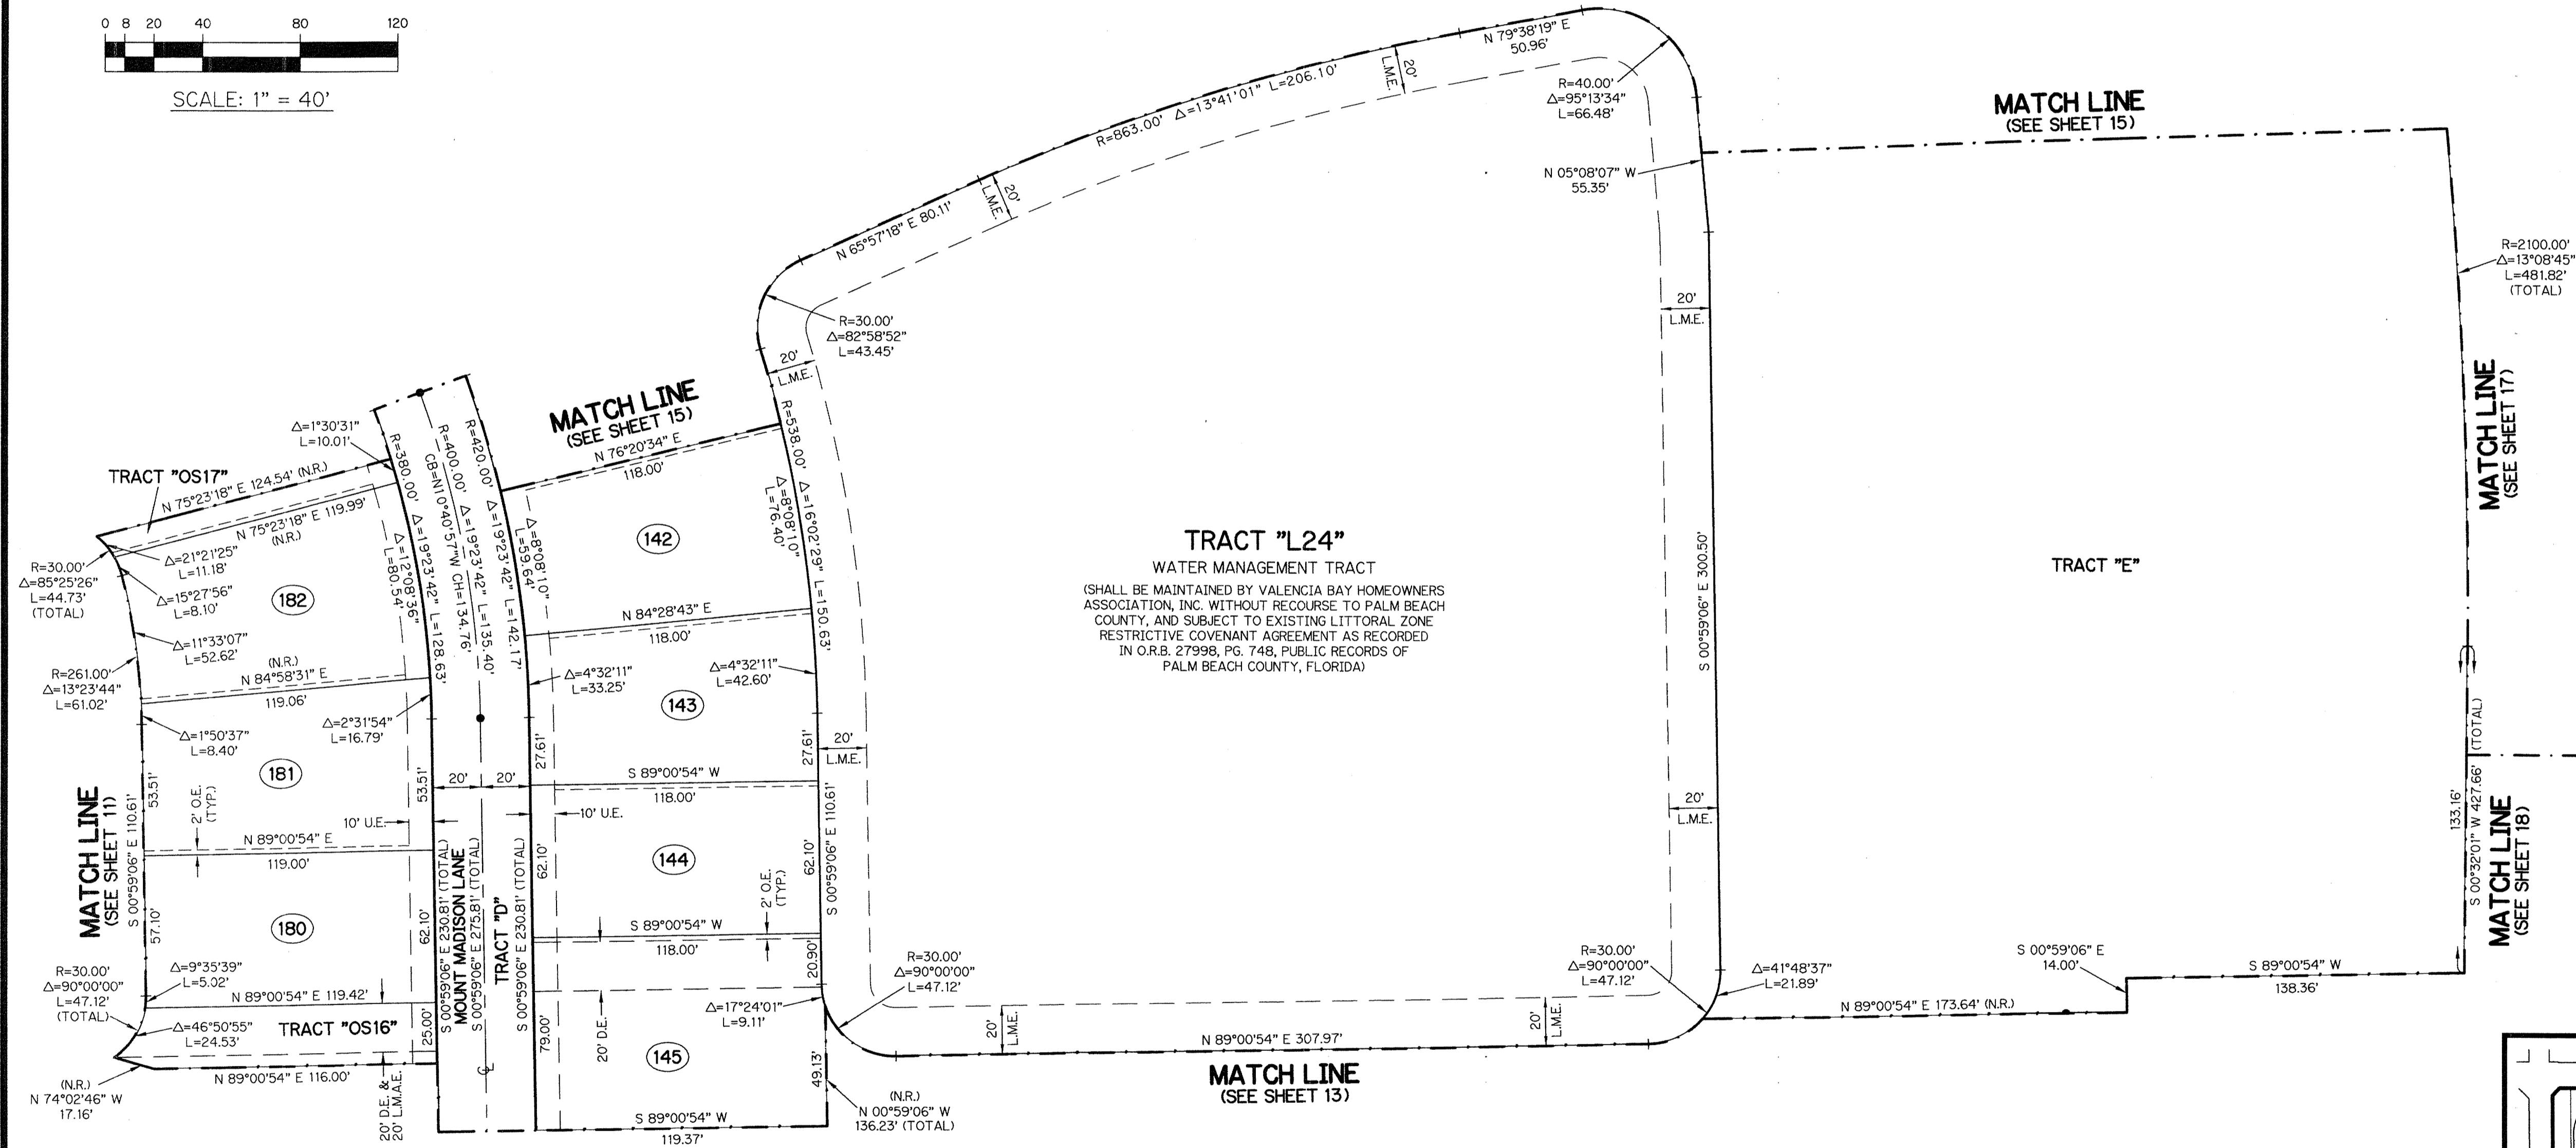 0 8 20 40 80 120
SCALE: 1" = 40'
N 79°38'19" E
50.96'
R=40.00'
Δ=95°13'34"
L=66.48'
20'
L.M.E.
R=863.00' Δ=13°41'01" L=206.10'
20'
L.M.E.
N 65°57'18" E 80.11'
MATCH LINE
(SEE SHEET 15)
N 05°08'07" W
55.35'
R=2100.00'
Δ=13°08'45"
L=481.82'
(TOTAL)
20'
L.M.E.
R=30.00'
Δ=82°58'52"
L=43.45'
20'
L.M.E.
MATCH LINE
(SEE SHEET 15)
N 76°20'34" E
118.00'
Δ=1°30'31"
L=10.01'
TRACT "OS17"
N 75°23'18" E 124.54' (N.R.)
N 75°23'18" E 119.99'
(N.R.)
R=380.00' Δ=19°23'42" L=128.63'
R=400.00' Δ=19°23'42" L=135.40'
CB=N10°40'57"W CH=134.76'
R=420.00' Δ=19°23'42" L=142.17'
Δ=12°08'36"
L=80.54'
Δ=8°08'10"
L=59.64'
142
R=538.00' Δ=16°02'29" L=150.63'
Δ=8°08'10"
L=76.40'
R=30.00'
Δ=85°25'26"
L=44.73'
(TOTAL)
Δ=21°21'25"
L=11.18'
Δ=15°27'56"
L=8.10'
182
Δ=11°33'07"
L=52.62'
R=261.00'
Δ=13°23'44"
L=61.02'
(N.R.)
N 84°58'31" E
119.06'
N 84°28'43" E
118.00'
Δ=4°32'11"
L=33.25'
Δ=4°32'11"
L=42.60'
143
Δ=2°31'54"
L=16.79'
Δ=1°50'37"
L=8.40'
181
TRACT "L24"
WATER MANAGEMENT TRACT
(SHALL BE MAINTAINED BY VALENCIA BAY HOMEOWNERS
ASSOCIATION, INC. WITHOUT RECOURSE TO PALM BEACH
COUNTY, AND SUBJECT TO EXISTING LITTORAL ZONE
RESTRICTIVE COVENANT AGREEMENT AS RECORDED
IN O.R.B. 27998, PG. 748, PUBLIC RECORDS OF
PALM BEACH COUNTY, FLORIDA)
S 00°59'06" E 300.50'
TRACT "E"
MATCH LINE
(SEE SHEET 17)
MATCH LINE
(SEE SHEET 11)
S 00°59'06" E 110.61'
53.51'
57.10'
2' O.E.
(TYP.)
10' U.E.
53.51'
20'
20'
27.61'
10' U.E.
S 89°00'54" W
118.00'
27.61'
20'
L.M.E.
20'
L.M.E.
N 89°00'54" E
119.00'
180
62.10'
S 00°59'06" E 230.81' (TOTAL)
MOUNT MADISON LANE
S 00°59'06" E 275.81' (TOTAL)
TRACT "D"
S 00°59'06" E 230.81' (TOTAL)
62.10'
144
62.10'
2' O.E.
(TYP.)
S 00°59'06" E 110.61'
S 89°00'54" W
118.00'
20.90'
R=30.00'
Δ=90°00'00"
L=47.12'
R=30.00'
Δ=90°00'00"
L=47.12'
Δ=41°48'37"
L=21.89'
S 00°59'06" E
14.00'
S 89°00'54" W
138.36'
133.16'
S 00°32'01" W 427.66' (TOTAL)
MATCH LINE
(SEE SHEET 18)
R=30.00'
Δ=90°00'00"
L=47.12'
(TOTAL)
Δ=9°35'39"
L=5.02'
N 89°00'54" E 119.42'
Δ=46°50'55"
L=24.53'
TRACT "OS16"
25.00'
79.00'
20' D.E.
Δ=17°24'01"
L=9.11'
145
49.13'
N 89°00'54" E 173.64' (N.R.)
20'
L.M.E.
20'
L.M.E.
N 89°00'54" E 307.97'
MATCH LINE
(SEE SHEET 13)
(N.R.)
N 74°02'46" W
17.16'
N 89°00'54" E 116.00'
20' D.E. &
20' L.M.A.E.
S 89°00'54" W
119.37'
(N.R.)
N 00°59'06" W
136.23' (TOTAL)